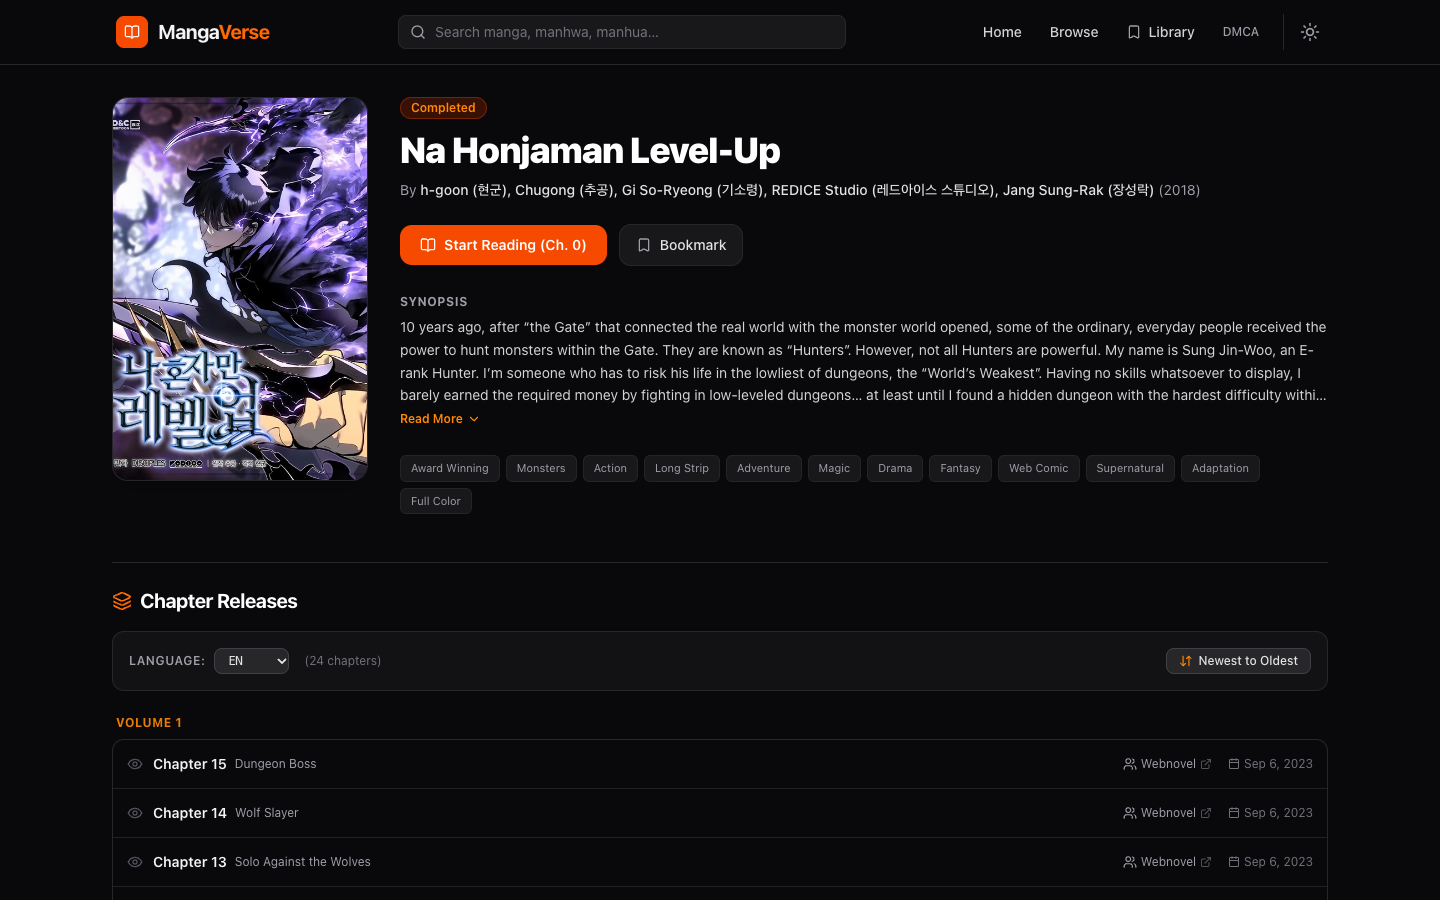 MangaVerse
Search manga, manhwa, manhua...
Home
Browse
Library
DMCA
D&C
나 혼자만
레벨업
Completed
Na Honjaman Level-Up
By h-goon (현군), Chugong (추공), Gi So-Ryeong (기소령), REDICE Studio (레드아이스 스튜디오), Jang Sung-Rak (장성락) (2018)
Start Reading (Ch. 0)
Bookmark
SYNOPSIS
10 years ago, after “the Gate” that connected the real world with the monster world opened, some of the ordinary, everyday people received the
power to hunt monsters within the Gate. They are known as “Hunters”. However, not all Hunters are powerful. My name is Sung Jin-Woo, an E-
rank Hunter. I’m someone who has to risk his life in the lowliest of dungeons, the “World’s Weakest”. Having no skills whatsoever to display, I
barely earned the required money by fighting in low-leveled dungeons… at least until I found a hidden dungeon with the hardest difficulty withi...
Read More
Award Winning
Monsters
Action
Long Strip
Adventure
Magic
Drama
Fantasy
Web Comic
Supernatural
Adaptation
Full Color
Chapter Releases
LANGUAGE:
EN
(24 chapters)
Newest to Oldest
VOLUME 1
Chapter 15 Dungeon Boss Webnovel Sep 6, 2023
Chapter 14 Wolf Slayer Webnovel Sep 6, 2023
Chapter 13 Solo Against the Wolves Webnovel Sep 6, 2023